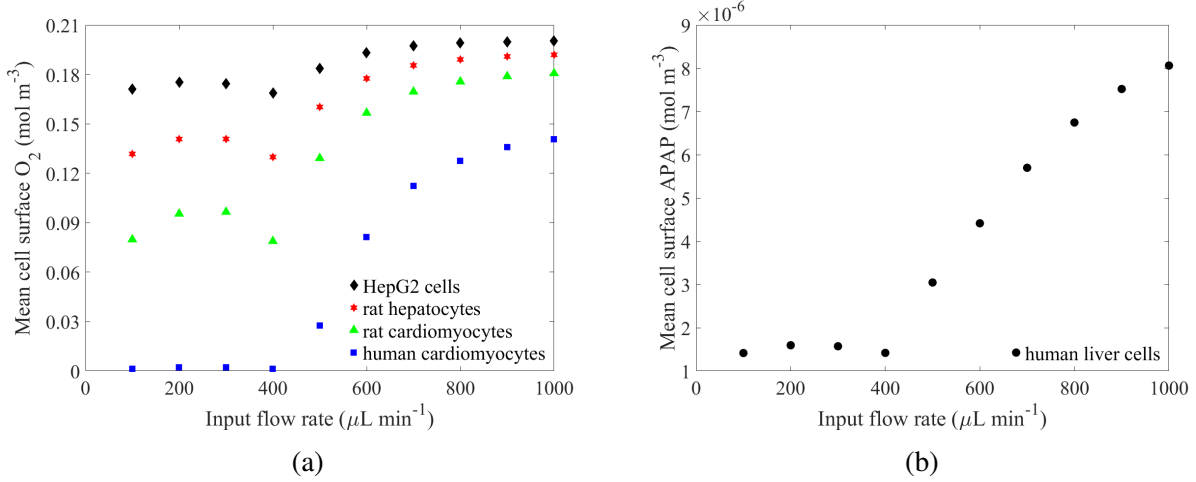 Mean cell surface O2 (mol m-3)
0.21
0.18
0.15
0.12
0.09
0.06
0.03
0
HepG2 cells
rat hepatocytes
rat cardiomyocytes
human cardiomyocytes
0 200 400 600 800 1000
Input flow rate (μL min-1)
(a)
×10-6
Mean cell surface APAP (mol m-3)
9
8
7
6
5
4
3
2
1
human liver cells
0 200 400 600 800 1000
Input flow rate (μL min-1)
(b)